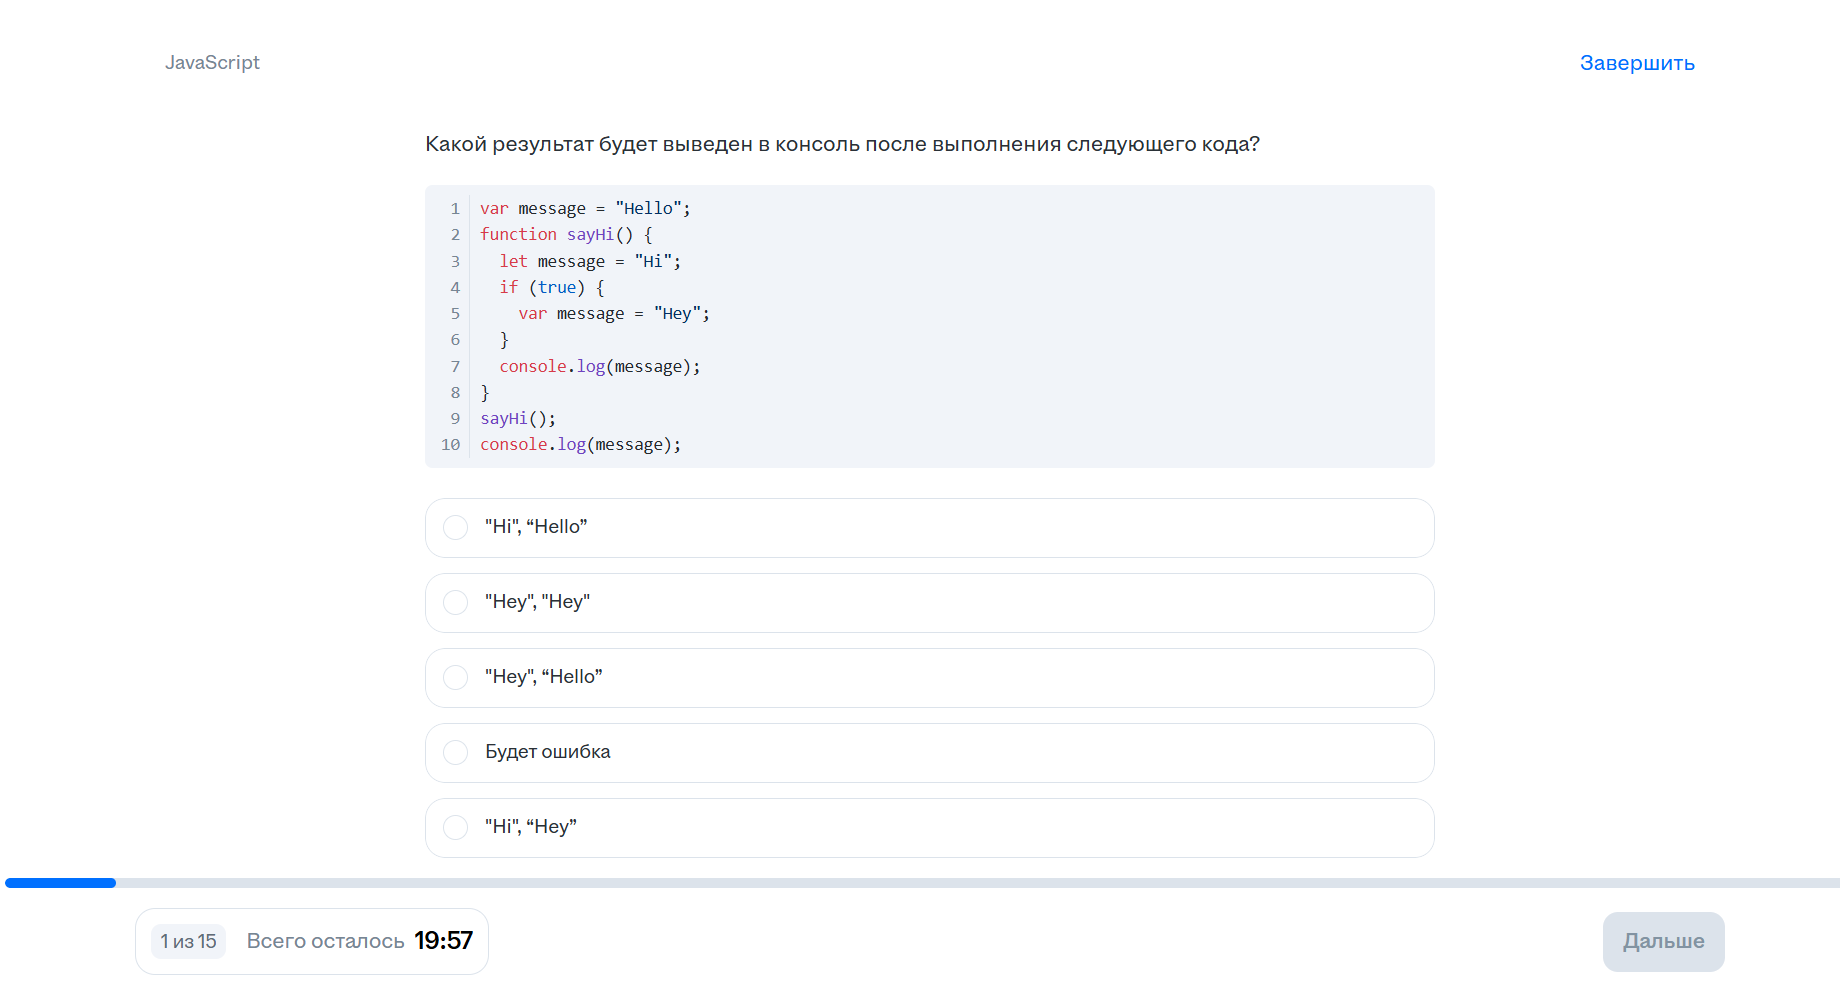 JavaScript
Завершить
Какой результат будет выведен в консоль после выполнения следующего кода?
1 var message = "Hello";
2 function sayHi() {
3   let message = "Hi";
4   if (true) {
5     var message = "Hey";
6   }
7   console.log(message);
8 }
9 sayHi();
10 console.log(message);
"Hi", “Hello”
"Hey", "Hey"
"Hey", “Hello”
Будет ошибка
"Hi", “Hey”
1 из 15 Всего осталось 19:57
Дальше